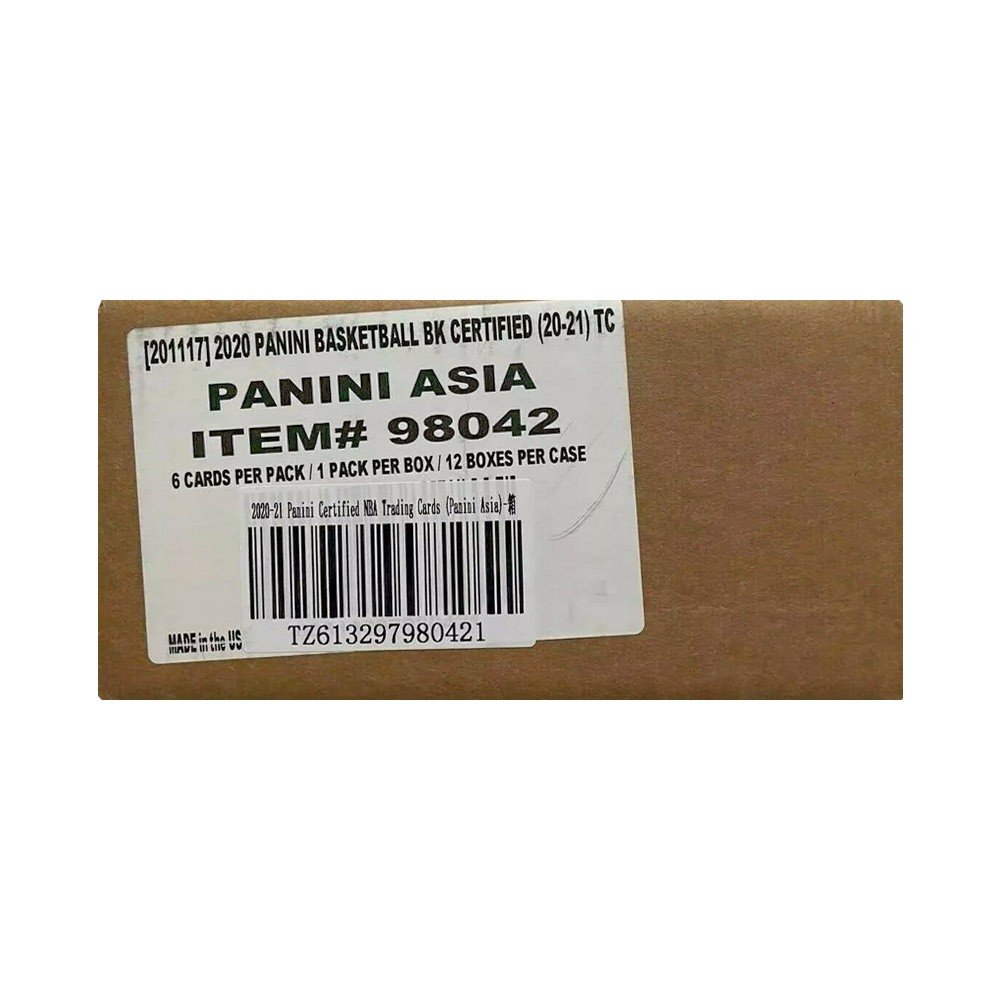 [201117] 2020 PANINI BASKETBALL BK CERTIFIED (20-21) TC
PANINI ASIA
ITEM# 98042
6 CARDS PER PACK / 1 PACK PER BOX / 12 BOXES PER CASE
2020-21 Panini Certified NBA Trading Cards (Panini Asia)-箱
TZ613297980421
MADE in the US